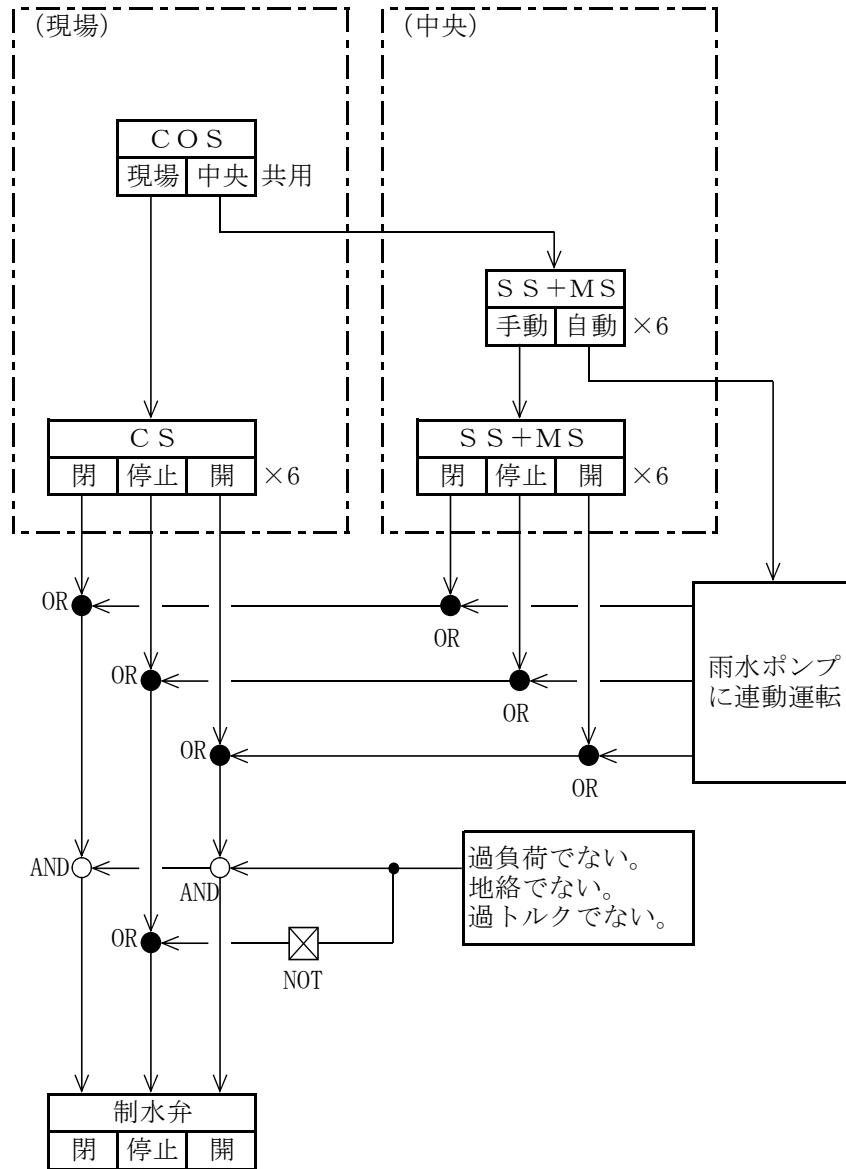 （現場）
（中央）
ＣＯＳ
現場 中央 共用
ＳＳ＋ＭＳ
手動 自動 ×6
ＣＳ
閉 停止 開 ×6
ＳＳ＋ＭＳ
閉 停止 開 ×6
OR
OR
雨水ポンプ
に連動運転
OR
OR
OR
OR
AND
AND
過負荷でない。
地絡でない。
過トルクでない。
OR
NOT
制水弁
閉 停止 開